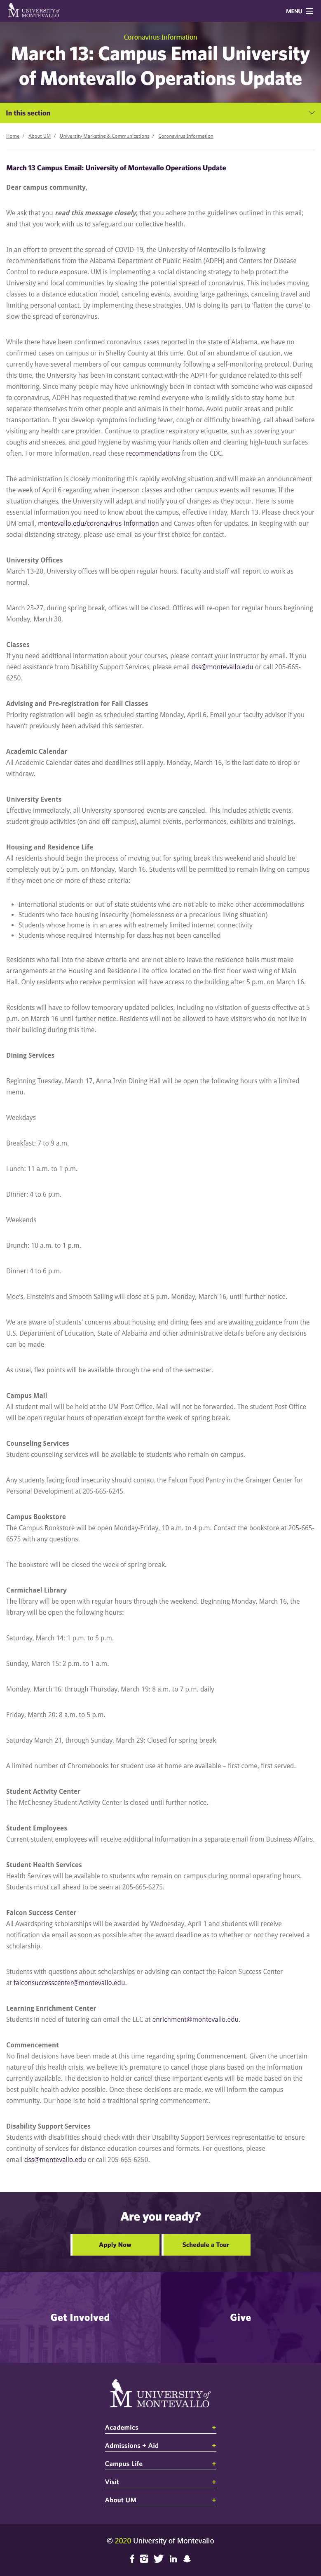 UNIVERSITY of
MONTEVALLO
MENU
Coronavirus Information
March 13: Campus Email University
of Montevallo Operations Update
In this section
Home / About UM / University Marketing & Communications / Coronavirus Information
March 13 Campus Email: University of Montevallo Operations Update
Dear campus community,
We ask that you read this message closely; that you adhere to the guidelines outlined in this email;
and that you work with us to safeguard our collective health.
In an effort to prevent the spread of COVID-19, the University of Montevallo is following
recommendations from the Alabama Department of Public Health (ADPH) and Centers for Disease
Control to reduce exposure. UM is implementing a social distancing strategy to help protect the
University and local communities by slowing the potential spread of coronavirus. This includes moving
classes to a distance education model, canceling events, avoiding large gatherings, canceling travel and
limiting personal contact. By implementing these strategies, UM is doing its part to 'flatten the curve' to
slow the spread of coronavirus.
While there have been confirmed coronavirus cases reported in the state of Alabama, we have no
confirmed cases on campus or in Shelby County at this time. Out of an abundance of caution, we
currently have several members of our campus community following a self-monitoring protocol. During
this time, the University has been in constant contact with the ADPH for guidance related to this self-
monitoring. Since many people may have unknowingly been in contact with someone who was exposed
to coronavirus, ADPH has requested that we remind everyone who is mildly sick to stay home but
separate themselves from other people and animals in their home. Avoid public areas and public
transportation. If you develop symptoms including fever, cough or difficulty breathing, call ahead before
visiting any health care provider. Continue to practice respiratory etiquette, such as covering your
coughs and sneezes, and good hygiene by washing your hands often and cleaning high-touch surfaces
often. For more information, read these recommendations from the CDC.
The administration is closely monitoring this rapidly evolving situation and will make an announcement
the week of April 6 regarding when in-person classes and other campus events will resume. If the
situation changes, the University will adapt and you will be notified of updates as they occur. Here is some
essential information you need to know about the campus, effective Friday, March 13. Please check your
UM email, montevallo.edu/coronavirus-information and Canvas often for updates. In keeping with our
social distancing strategy, please use email as your first choice for contact.
University Offices
March 13-20, University offices will be open regular hours. Faculty and staff will report to work as
normal.
March 23-27, during spring break, offices will be closed. Offices will re-open for regular hours beginning
Monday, March 30.
Classes
If you need additional information about your courses, please contact your instructor by email. If you
need assistance from Disability Support Services, please email dss@montevallo.edu or call 205-665-
6250.
Advising and Pre-registration for Fall Classes
Priority registration will begin as scheduled starting Monday, April 6. Email your faculty advisor if you
haven't previously been advised this semester.
Academic Calendar
All Academic Calendar dates and deadlines still apply. Monday, March 16, is the last date to drop or
withdraw.
University Events
Effective immediately, all University-sponsored events are canceled. This includes athletic events,
student group activities (on and off campus), alumni events, performances, exhibits and trainings.
Housing and Residence Life
All residents should begin the process of moving out for spring break this weekend and should be
completely out by 5 p.m. on Monday, March 16. Students will be permitted to remain living on campus
if they meet one or more of these criteria:
• International students or out-of-state students who are not able to make other accommodations
• Students who face housing insecurity (homelessness or a precarious living situation)
• Students whose home is in an area with extremely limited internet connectivity
• Students whose required internship for class has not been cancelled
Residents who fall into the above criteria and are not able to leave the residence halls must make
arrangements at the Housing and Residence Life office located on the first floor west wing of Main
Hall. Only residents who receive permission will have access to the building after 5 p.m. on March 16.
Residents will have to follow temporary updated policies, including no visitation of guests effective at 5
p.m. on March 16 until further notice. Residents will not be allowed to have visitors who do not live in
their building during this time.
Dining Services
Beginning Tuesday, March 17, Anna Irvin Dining Hall will be open the following hours with a limited
menu.
Weekdays
Breakfast: 7 to 9 a.m.
Lunch: 11 a.m. to 1 p.m.
Dinner: 4 to 6 p.m.
Weekends
Brunch: 10 a.m. to 1 p.m.
Dinner: 4 to 6 p.m.
Moe's, Einstein's and Smooth Sailing will close at 5 p.m. Monday, March 16, until further notice.
We are aware of students' concerns about housing and dining fees and are awaiting guidance from the
U.S. Department of Education, State of Alabama and other administrative details before any decisions
can be made
As usual, flex points will be available through the end of the semester.
Campus Mail
All student mail will be held at the UM Post Office. Mail will not be forwarded. The student Post Office
will be open regular hours of operation except for the week of spring break.
Counseling Services
Student counseling services will be available to students who remain on campus.
Any students facing food insecurity should contact the Falcon Food Pantry in the Grainger Center for
Personal Development at 205-665-6245.
Campus Bookstore
The Campus Bookstore will be open Monday-Friday, 10 a.m. to 4 p.m. Contact the bookstore at 205-665-
6575 with any questions.
The bookstore will be closed the week of spring break.
Carmichael Library
The library will be open with regular hours through the weekend. Beginning Monday, March 16, the
library will be open the following hours:
Saturday, March 14: 1 p.m. to 5 p.m.
Sunday, March 15: 2 p.m. to 1 a.m.
Monday, March 16, through Thursday, March 19: 8 a.m. to 7 p.m. daily
Friday, March 20: 8 a.m. to 5 p.m.
Saturday March 21, through Sunday, March 29: Closed for spring break
A limited number of Chromebooks for student use at home are available – first come, first served.
Student Activity Center
The McChesney Student Activity Center is closed until further notice.
Student Employees
Current student employees will receive additional information in a separate email from Business Affairs.
Student Health Services
Health Services will be available to students who remain on campus during normal operating hours.
Students must call ahead to be seen at 205-665-6275.
Falcon Success Center
All Awardspring scholarships will be awarded by Wednesday, April 1 and students will receive
notification via email as soon as possible after the award deadline as to whether or not they received a
scholarship.
Students with questions about scholarships or advising can contact the Falcon Success Center
at falconsuccesscenter@montevallo.edu.
Learning Enrichment Center
Students in need of tutoring can email the LEC at enrichment@montevallo.edu.
Commencement
No final decisions have been made at this time regarding spring Commencement. Given the uncertain
nature of this health crisis, we believe it's premature to cancel those plans based on the information
currently available. The decision to hold or cancel these important events will be made based on the
best public health advice possible. Once these decisions are made, we will inform the campus
community. Our hope is to hold a traditional spring commencement.
Disability Support Services
Students with disabilities should check with their Disability Support Services representative to ensure
continuity of services for distance education courses and formats. For questions, please
email dss@montevallo.edu or call 205-665-6250.
Are you ready?
Apply Now
Schedule a Tour
Get Involved
Give
UNIVERSITY of
MONTEVALLO
Academics +
Admissions + Aid +
Campus Life +
Visit +
About UM +
© 2020 University of Montevallo